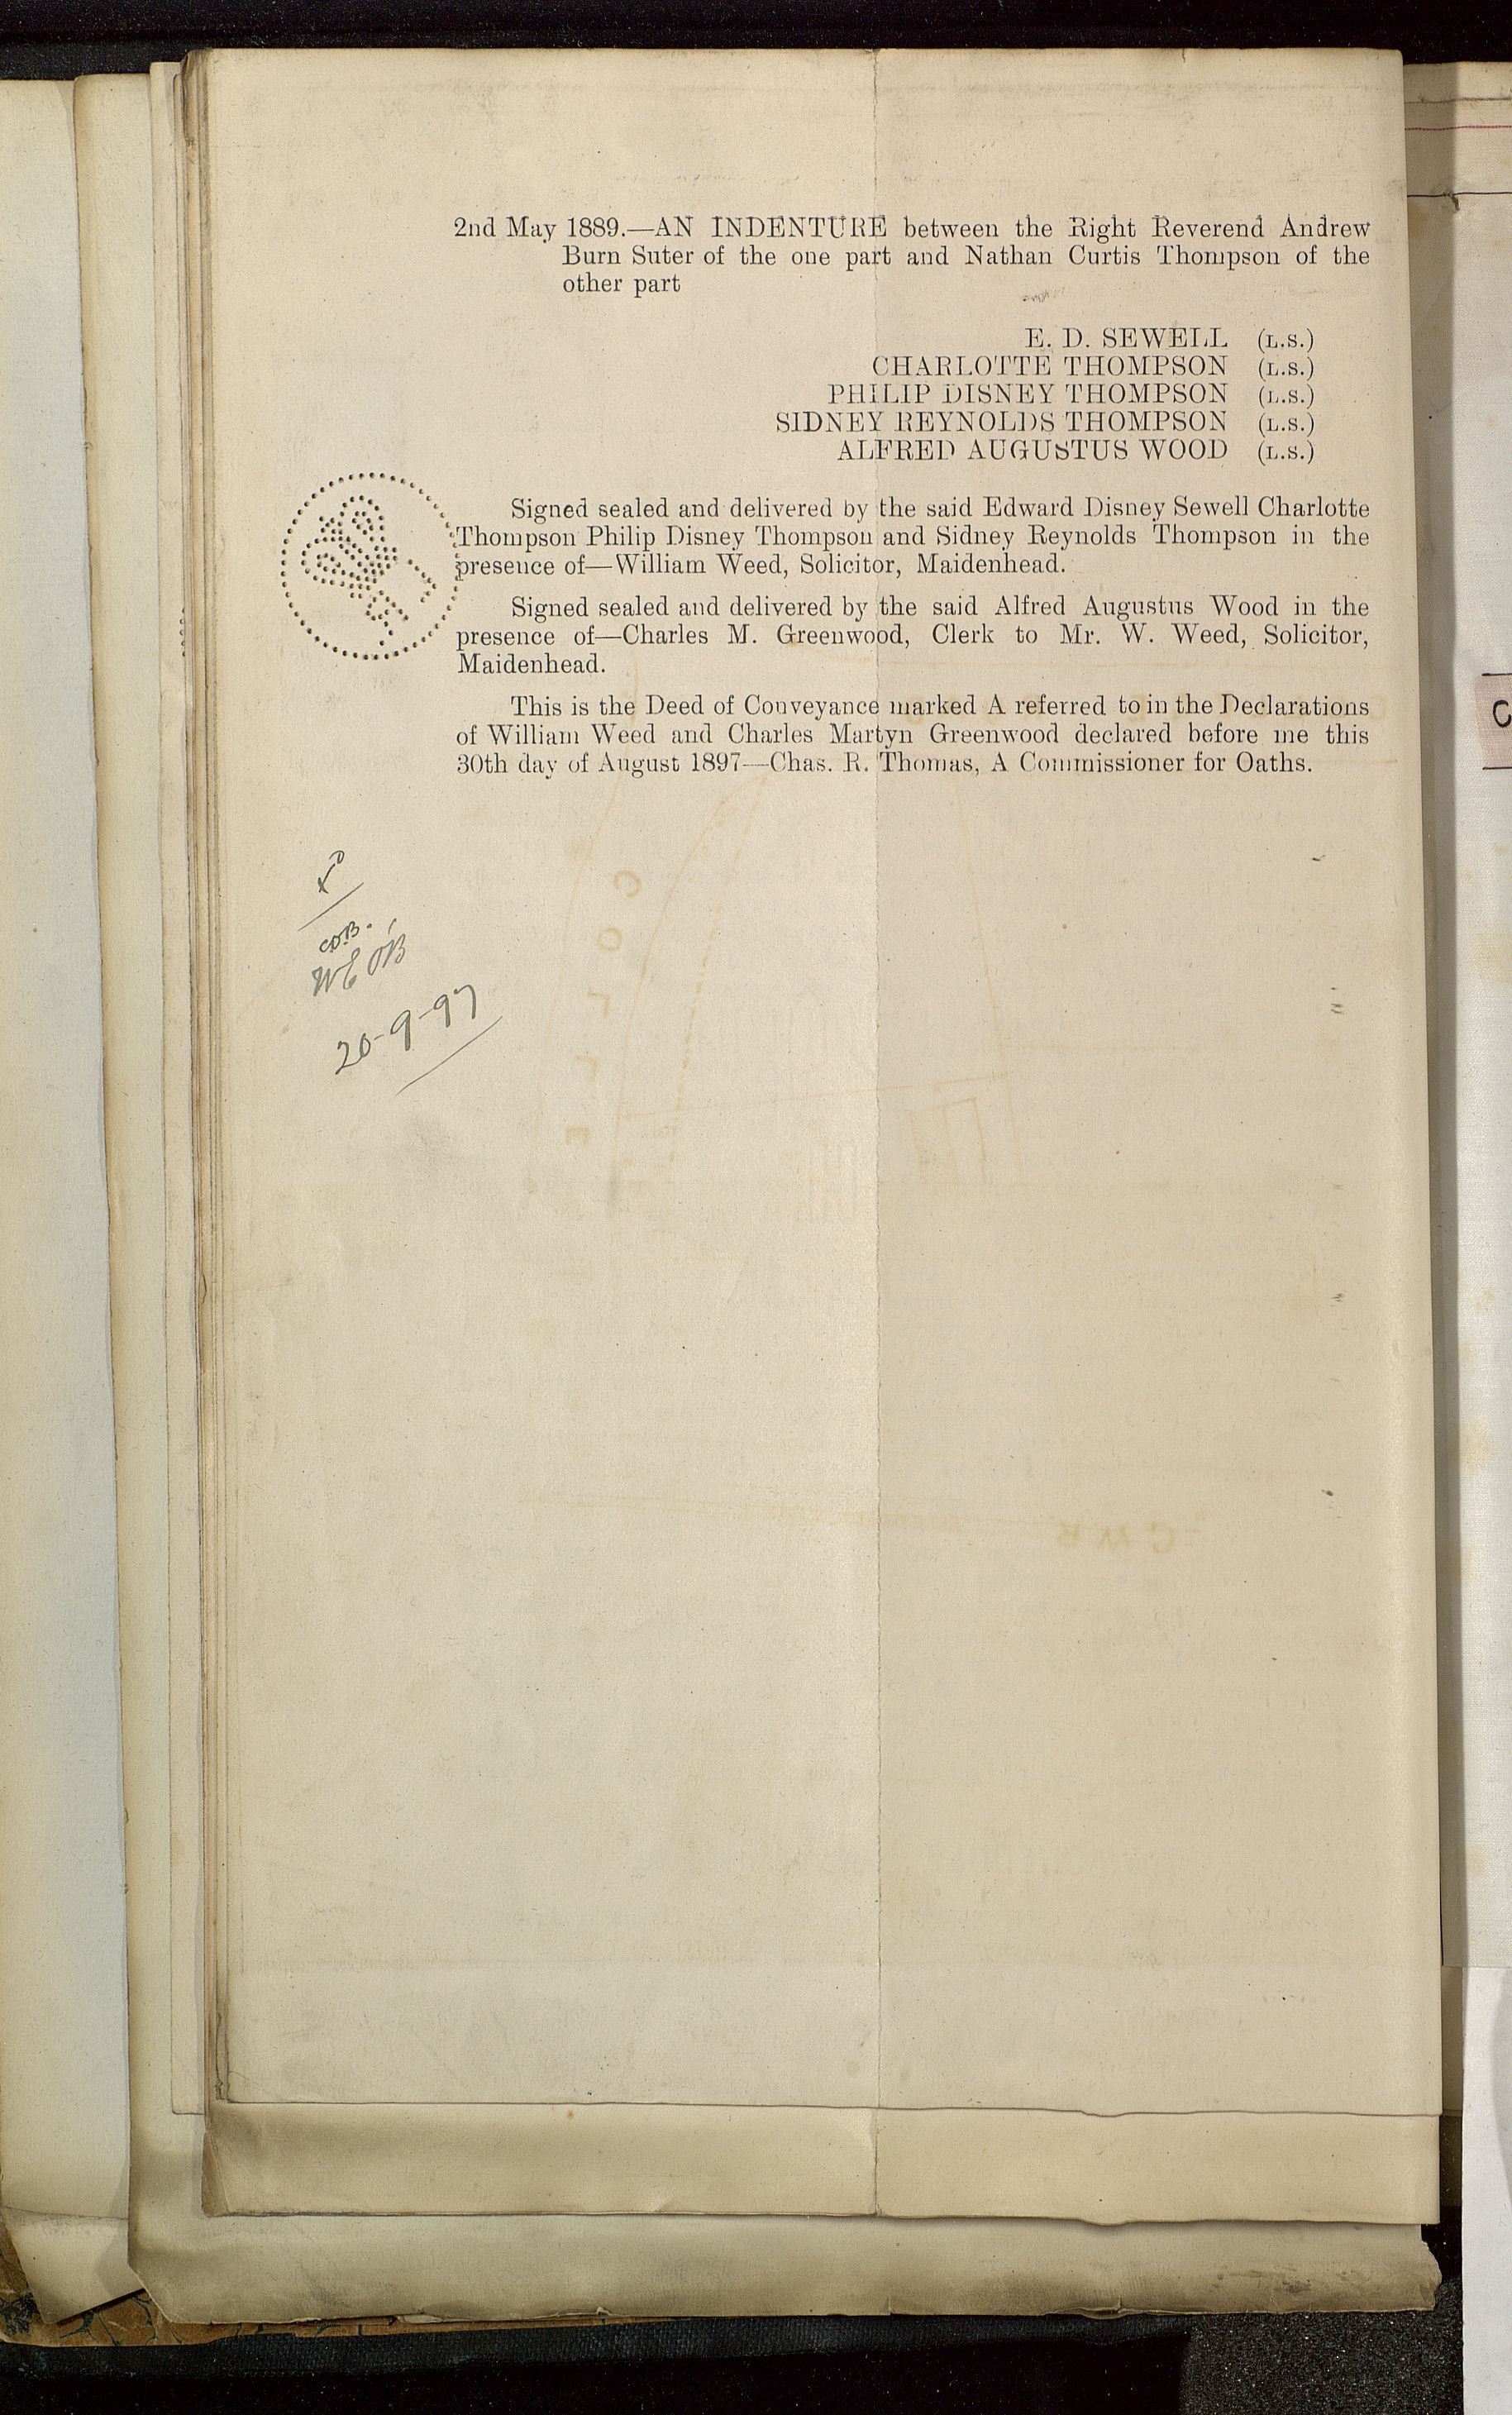 2nd May 1889.—AN INDENTURE between the Right Reverend Andrew
Burn Suter of the one part and Nathan Curtis Thompson of the
other part
E. D. SEWELL (L.S.)
CHARLOTTE THOMPSON (L.S.)
PHILIP DISNEY THOMPSON (L.S.)
SIDNEY REYNOLDS THOMPSON (L.S.)
ALFRED AUGUSTUS WOOD (L.S.)
Signed sealed and delivered by the said Edward Disney Sewell Charlotte
Thompson Philip Disney Thompson and Sidney Reynolds Thompson in the
presence of—William Weed, Solicitor, Maidenhead.
Signed sealed and delivered by the said Alfred Augustus Wood in the
presence of—Charles M. Greenwood, Clerk to Mr. W. Weed, Solicitor,
Maidenhead.
This is the Deed of Conveyance marked A referred to in the Declarations
of William Weed and Charles Martyn Greenwood declared before me this
30th day of August 1897—Chas. R. Thomas, A Commissioner for Oaths.
20-9-97